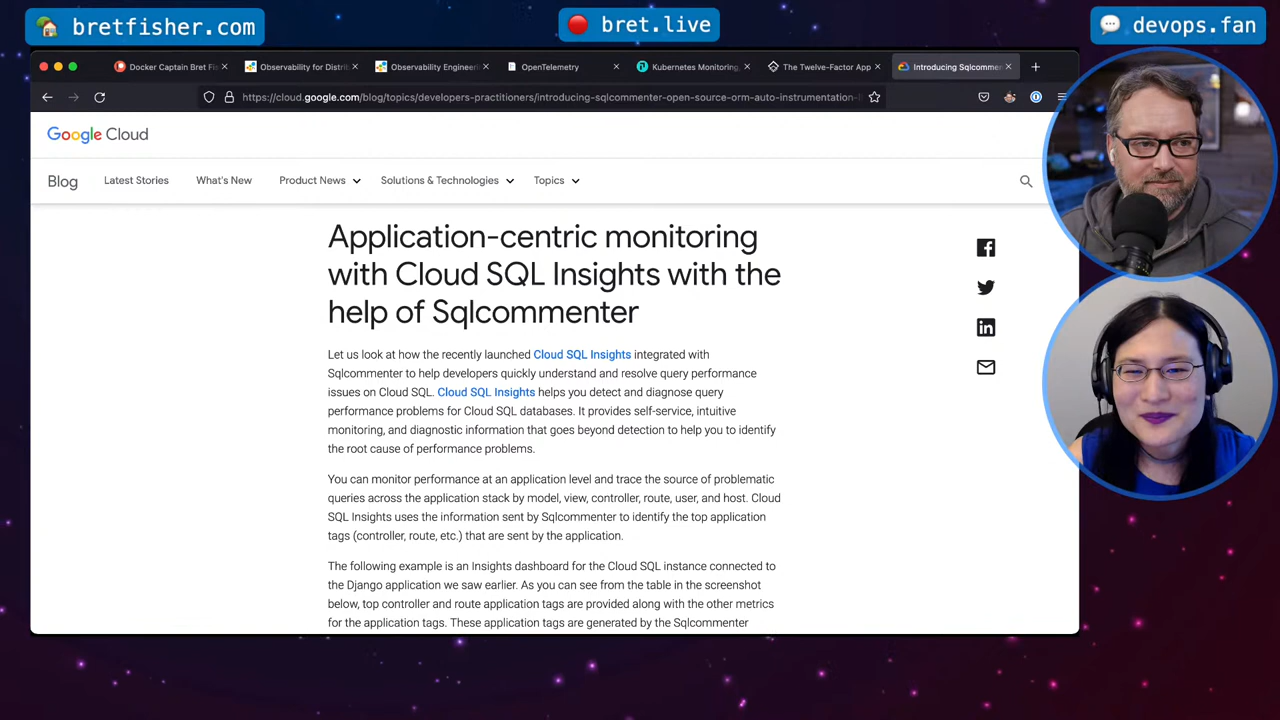 bretfisher.com
bret.live
devops.fan
Docker Captain Bret Fis
Observability for Distri
Observability Engineeri
OpenTelemetry
Kubernetes Monitoring,
The Twelve-Factor App
Introducing Sqlcommen
https://cloud.google.com/blog/topics/developers-practitioners/introducing-sqlcommenter-open-source-orm-auto-instrumentation-l
Google Cloud
Blog
Latest Stories
What's New
Product News
Solutions & Technologies
Topics
Application-centric monitoring
with Cloud SQL Insights with the
help of Sqlcommenter
Let us look at how the recently launched Cloud SQL Insights integrated with
Sqlcommenter to help developers quickly understand and resolve query performance
issues on Cloud SQL. Cloud SQL Insights helps you detect and diagnose query
performance problems for Cloud SQL databases. It provides self-service, intuitive
monitoring, and diagnostic information that goes beyond detection to help you to identify
the root cause of performance problems.
You can monitor performance at an application level and trace the source of problematic
queries across the application stack by model, view, controller, route, user, and host. Cloud
SQL Insights uses the information sent by Sqlcommenter to identify the top application
tags (controller, route, etc.) that are sent by the application.
The following example is an Insights dashboard for the Cloud SQL instance connected to
the Django application we saw earlier. As you can see from the table in the screenshot
below, top controller and route application tags are provided along with the other metrics
for the application tags. These application tags are generated by the Sqlcommenter